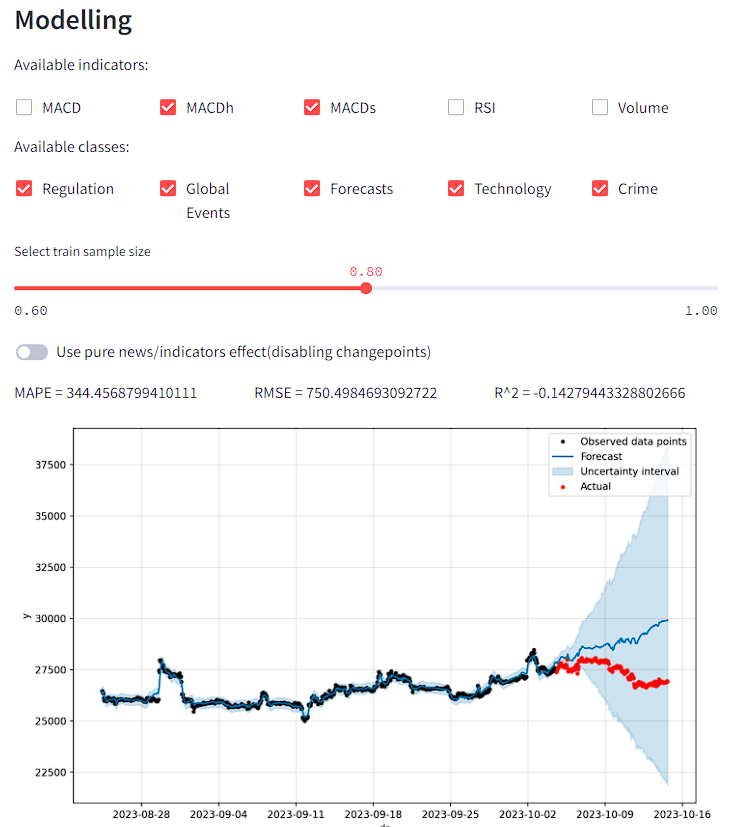 Modelling
Available indicators:
MACD MACDh MACDs RSI Volume
Available classes:
Regulation Global Forecasts Technology Crime
Events
Select train sample size
0.80
0.60 1.00
Use pure news/indicators effect(disabling changepoints)
MAPE = 344.4568799410111 RMSE = 750.4984693092722 R^2 = -0.14279443328802666
Observed data points
Forecast
Uncertainty interval
Actual
37500
35000
32500
30000
27500
25000
22500
y
2023-08-28 2023-09-04 2023-09-11 2023-09-18 2023-09-25 2023-10-02 2023-10-09 2023-10-16